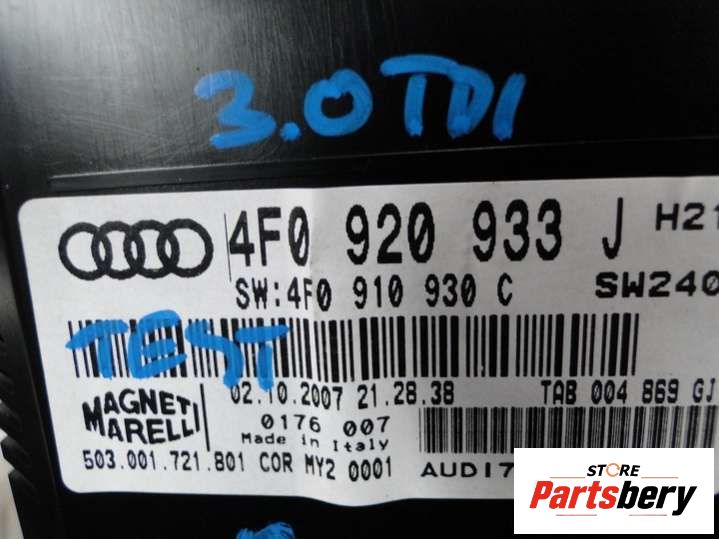 3.0 TDI
4F0 920 933 J H21
SW:4F0 910 930 C SW240
TEST
02.10.2007 21.28.38 TAB 004 869 GJ
MAGNETI
MARELLI
0176 007
Made in Italy
503.001.721.801 COR MY2 0001 AUDI7
STORE
Partsbery